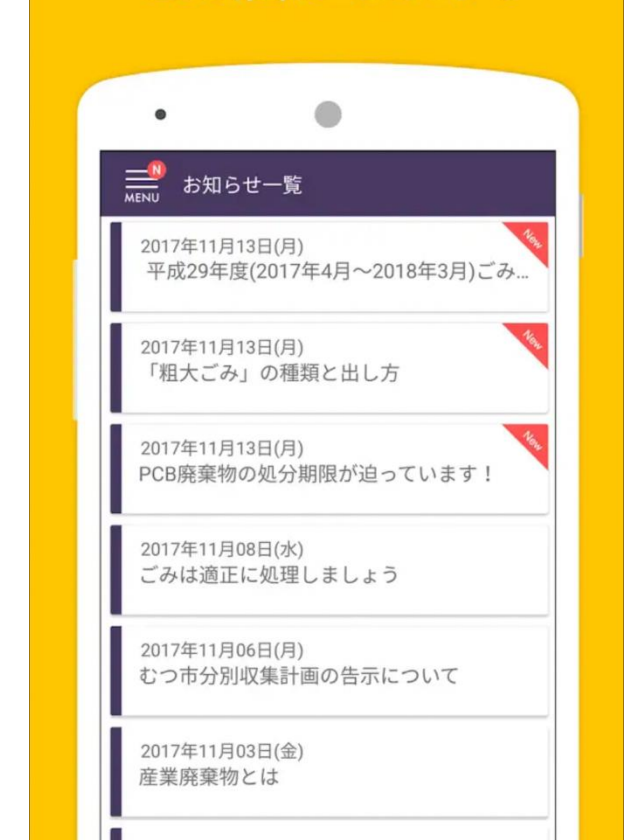 N
MENU
お知らせ一覧
2017年11月13日(月)
New
平成29年度(2017年4月～2018年3月)ごみ...
2017年11月13日(月)
New
「粗大ごみ」の種類と出し方
2017年11月13日(月)
New
PCB廃棄物の処分期限が迫っています！
2017年11月08日(水)
ごみは適正に処理しましょう
2017年11月06日(月)
むつ市分別収集計画の告示について
2017年11月03日(金)
産業廃棄物とは